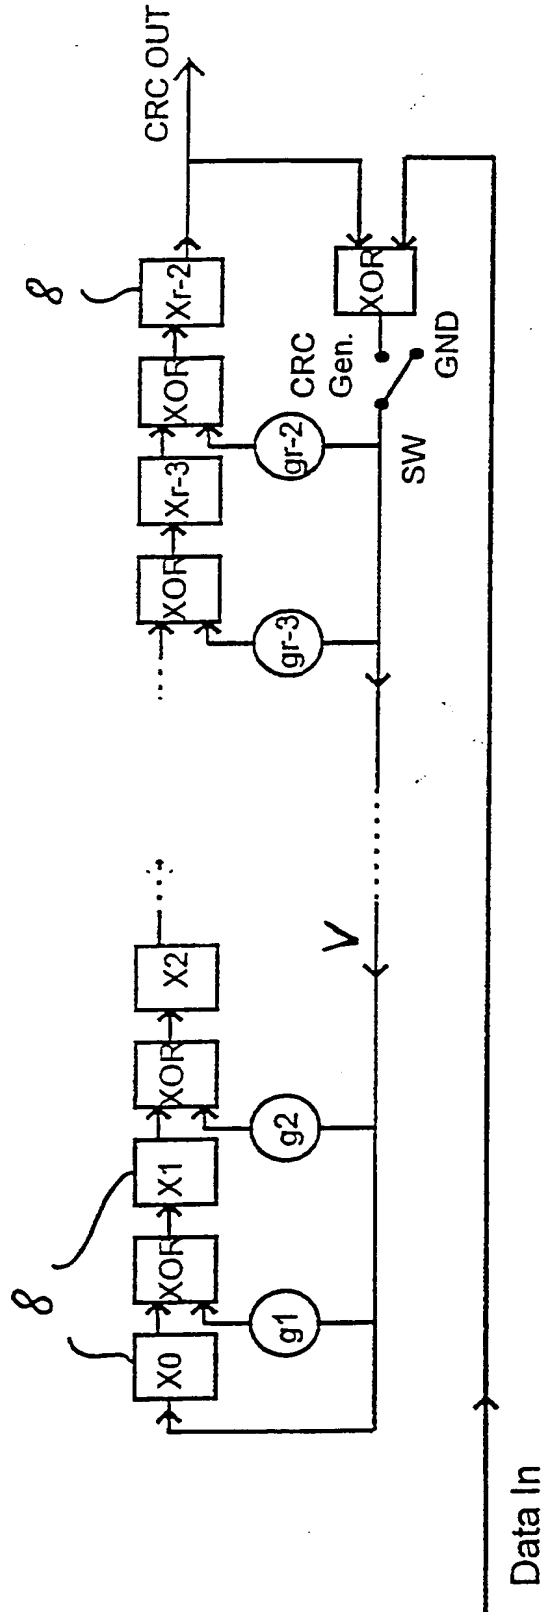 8
8
X0
XOR
X1
XOR
X2
XOR
Xr-3
XOR
Xr-2
8
CRC OUT
g1
g2
gr-3
gr-2
V
SW
CRC
Gen.
GND
XOR
Data In